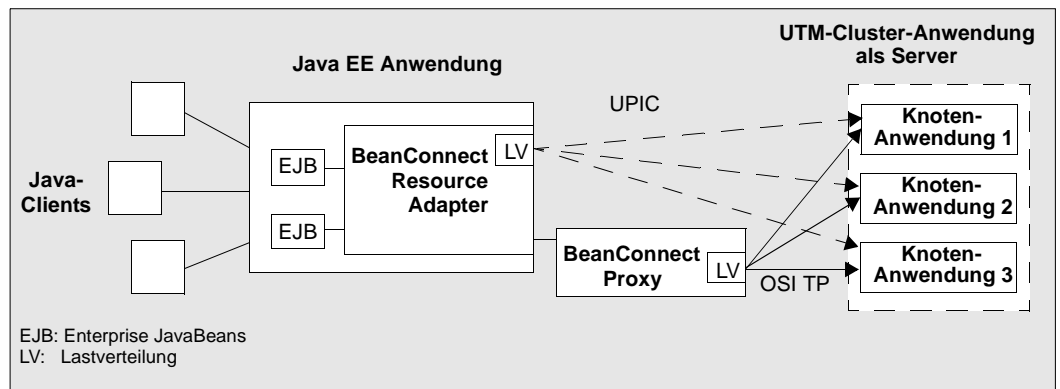 UTM-Cluster-Anwendung
als Server
Java EE Anwendung
UPIC
Knoten-
Anwendung 1
LV
BeanConnect
Resource
Adapter
EJB
Java-
Clients
Knoten-
Anwendung 2
EJB
BeanConnect
Proxy
LV
Knoten-
Anwendung 3
OSI TP
EJB: Enterprise JavaBeans
LV: Lastverteilung